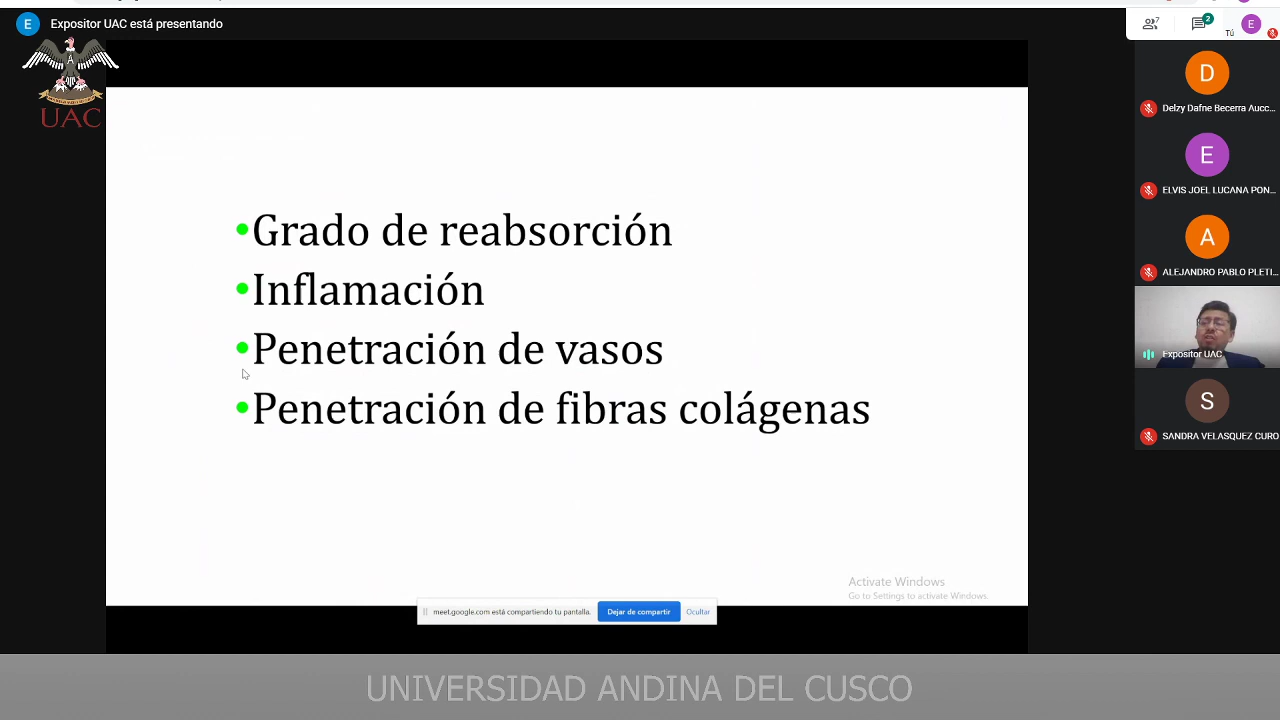 E Expositor UAC está presentando
7
2
Tú
E
UAC
D
Delzy Dafne Becerra Aucc...
E
ELVIS JOEL LUCANA PON...
A
ALEJANDRO PABLO PLETI...
Expositor UAC
S
SANDRA VELASQUEZ CURO
•Grado de reabsorción
•Inflamación
•Penetración de vasos
•Penetración de fibras colágenas
Activate Windows
Go to Settings to activate Windows.
meet.google.com está compartiendo tu pantalla. Dejar de compartir Ocultar
UNIVERSIDAD ANDINA DEL CUSCO